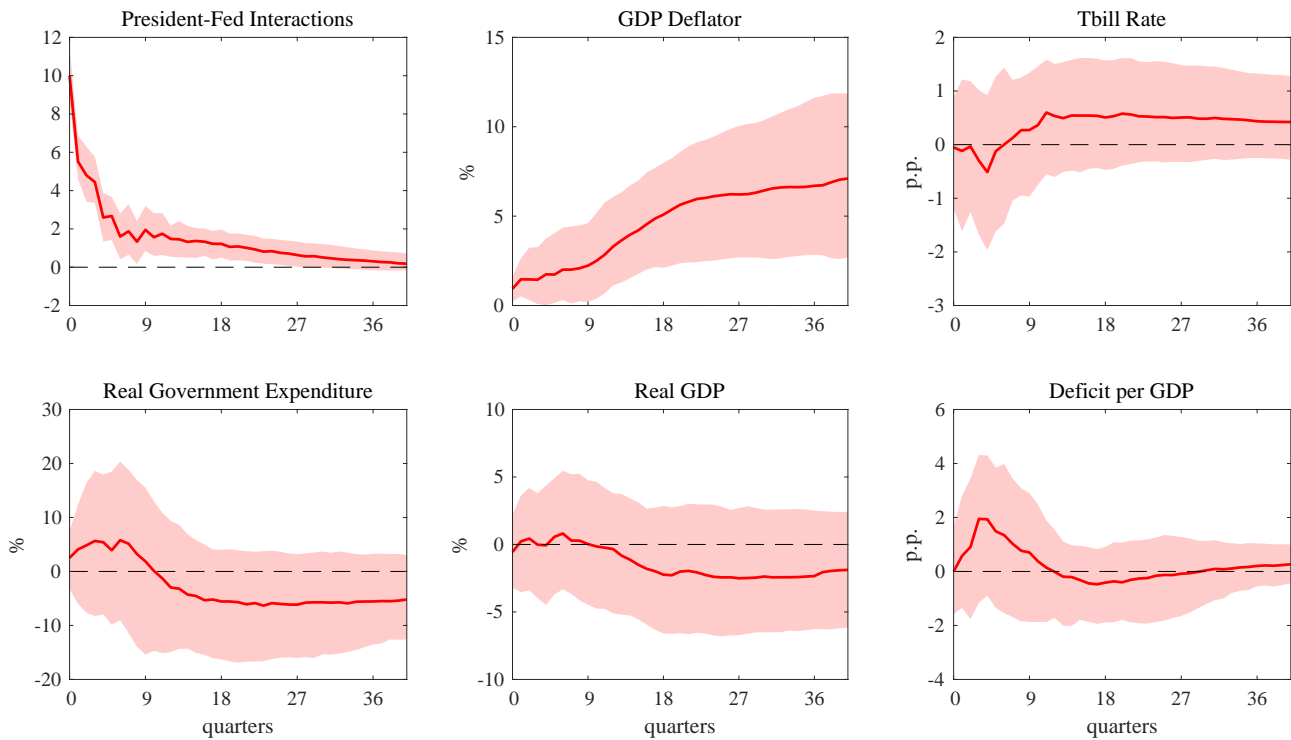 President-Fed Interactions
12
10
8
6
4
2
0
-2
0 9 18 27 36
GDP Deflator
%
15
10
5
0
0 9 18 27 36
Tbill Rate
p.p.
2
1
0
-1
-2
-3
0 9 18 27 36
Real Government Expenditure
%
30
20
10
0
-10
-20
0 9 18 27 36
quarters
Real GDP
%
10
5
0
-5
-10
0 9 18 27 36
quarters
Deficit per GDP
p.p.
6
4
2
0
-2
-4
0 9 18 27 36
quarters